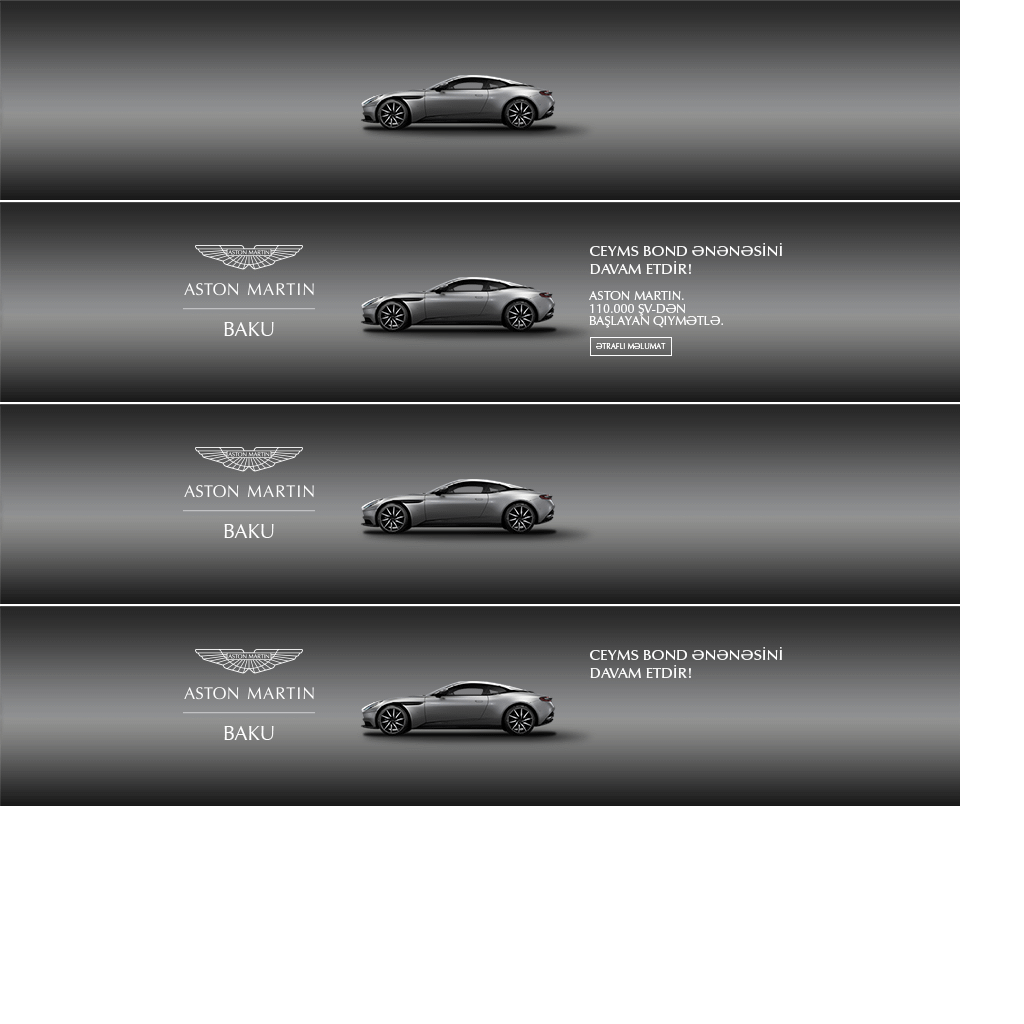 ASTON MARTIN
ASTON MARTIN
BAKU
CEYMS BOND ƏNƏNƏSİNİ
DAVAM ETDİR!
ASTON MARTIN.
110.000 ŞV-DƏN
BAŞLAYAN QIYMƏTLƏ.
ƏTRAFLI MƏLUMAT
ASTON MARTIN
ASTON MARTIN
BAKU
ASTON MARTIN
ASTON MARTIN
BAKU
CEYMS BOND ƏNƏNƏSİNİ
DAVAM ETDİR!